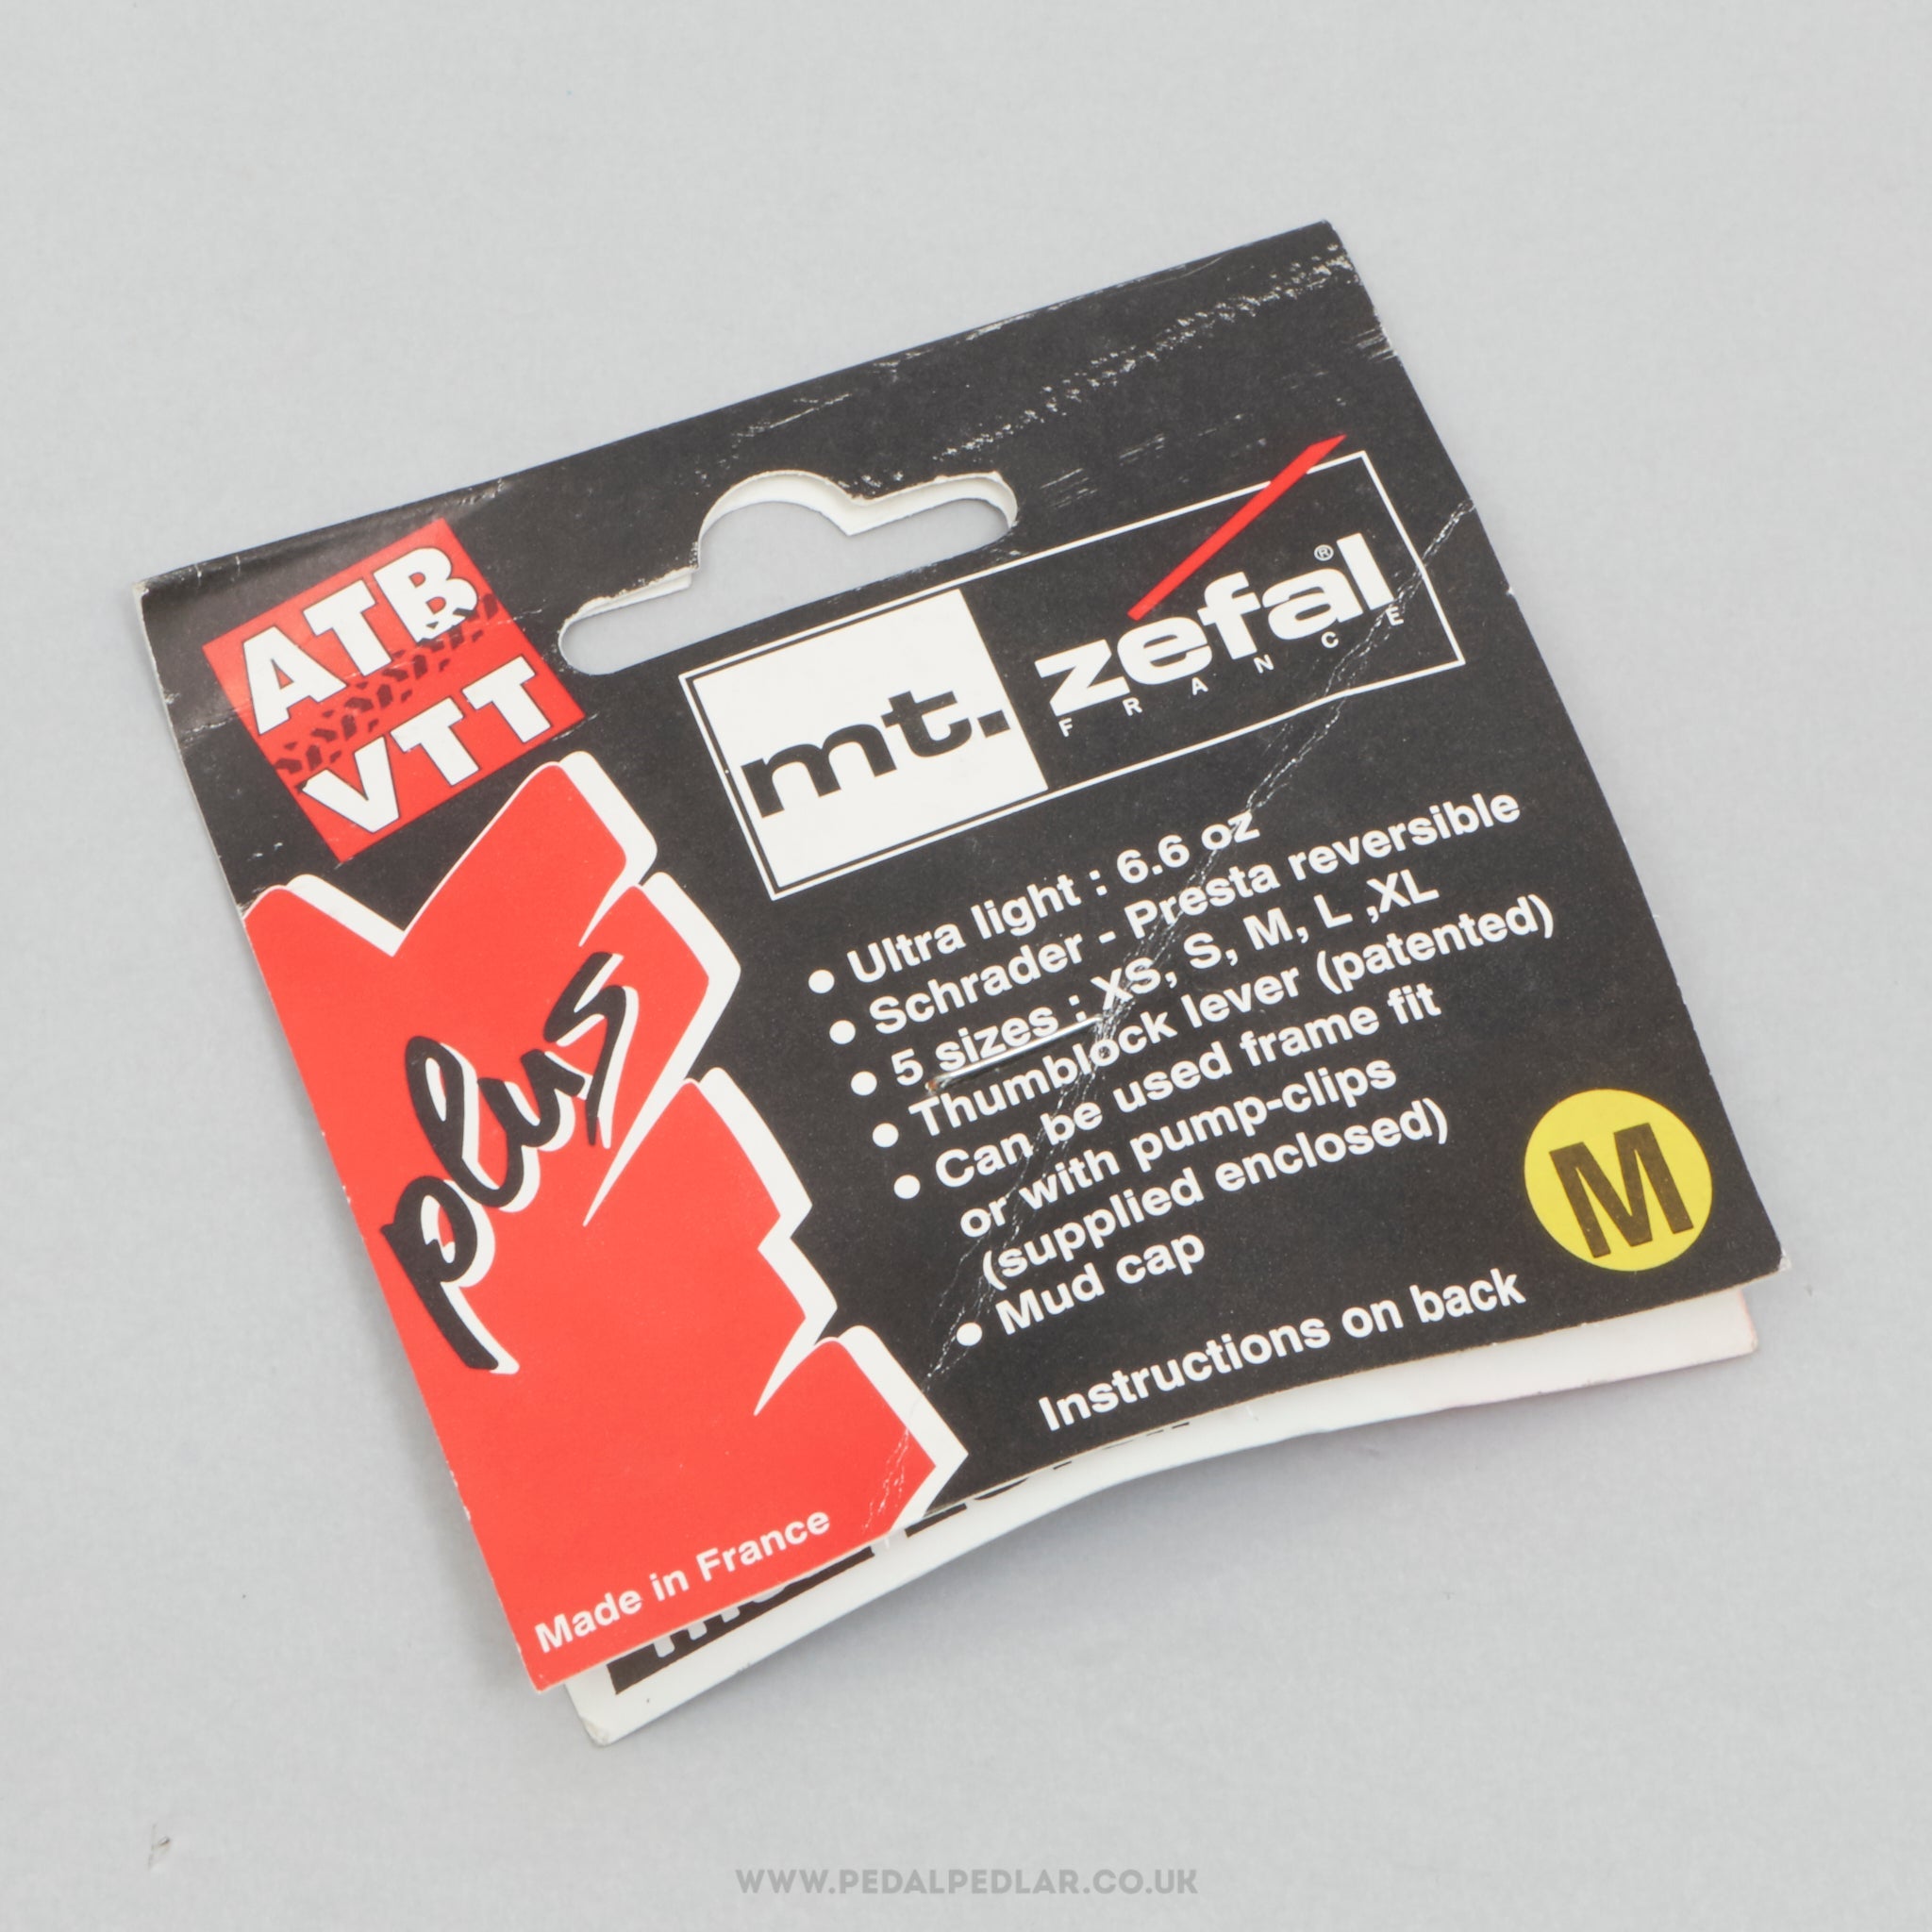 ATB
VTT
mt. zéfal®
FRANCE
plus
• Ultra light : 6.6 oz
• Schrader - Presta reversible
• 5 sizes : XS, S, M, L ,XL
• Thumblock lever (patented)
• Can be used frame fit
or with pump-clips
(supplied enclosed)
• Mud cap
M
Instructions on back
Made in France
WWW.PEDALPEDLAR.CO.UK